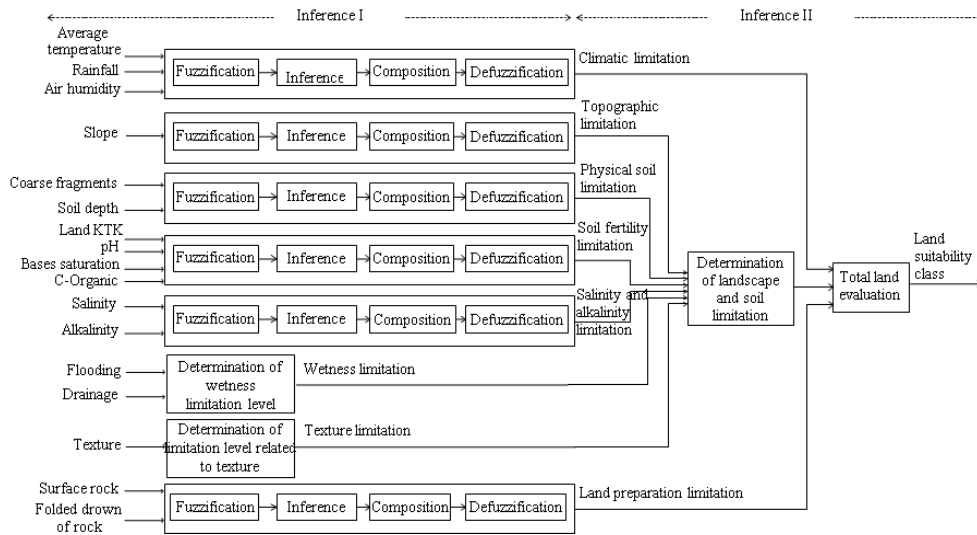 Inference I
Inference II
Average
temperature
Rainfall
Air humidity
Fuzzification
Inference
Composition
Defuzzification
Climatic limitation
Slope
Fuzzification
Inference
Composition
Defuzzification
Topographic
limitation
Coarse fragments
Soil depth
Fuzzification
Inference
Composition
Defuzzification
Physical soil
limitation
Land KTK
pH
Bases saturation
C-Organic
Fuzzification
Inference
Composition
Defuzzification
Soil fertility
limitation
Salinity
Alkalinity
Fuzzification
Inference
Composition
Defuzzification
Salinity and
alkalinity
limitation
Flooding
Drainage
Determination of
wetness
limitation level
Wetness limitation
Texture
Determination of
limitation level related
to texture
Texture limitation
Surface rock
Folded drown
of rock
Fuzzification
Inference
Composition
Defuzzification
Land preparation limitation
Determination
of landscape
and soil
limitation
Total land
evaluation
Land
suitability
class